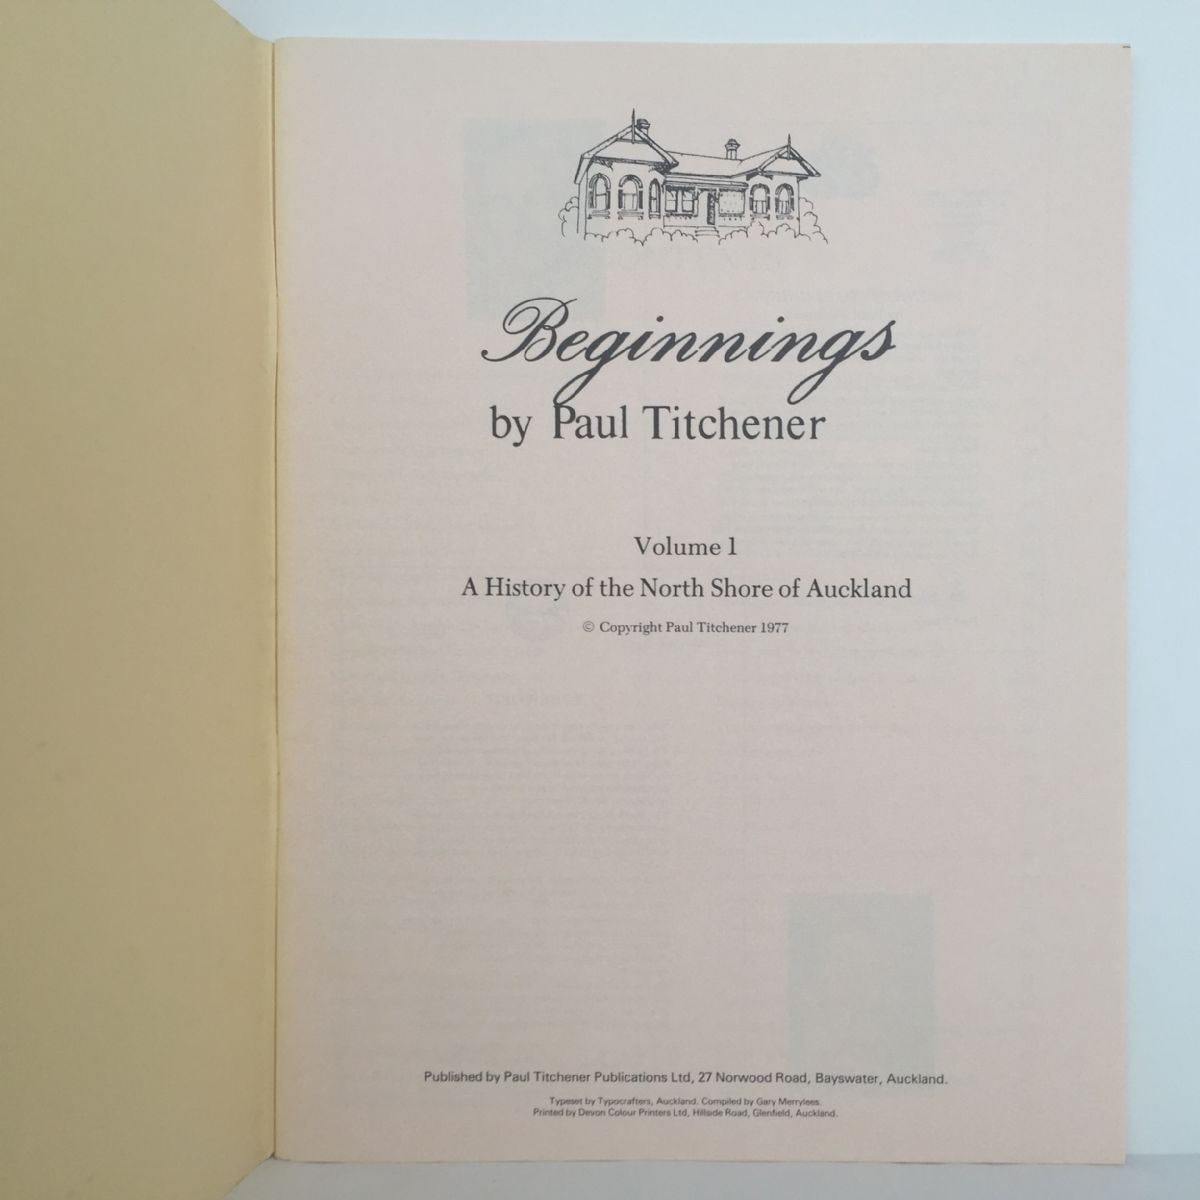 Beginnings
by Paul Titchener
Volume 1
A History of the North Shore of Auckland
© Copyright Paul Titchener 1977
Published by Paul Titchener Publications Ltd, 27 Norwood Road, Bayswater, Auckland.
Typeset by Typocrafters, Auckland. Compiled by Gary Merrylees.
Printed by Devon Colour Printers Ltd, Hillside Road, Glenfield, Auckland.